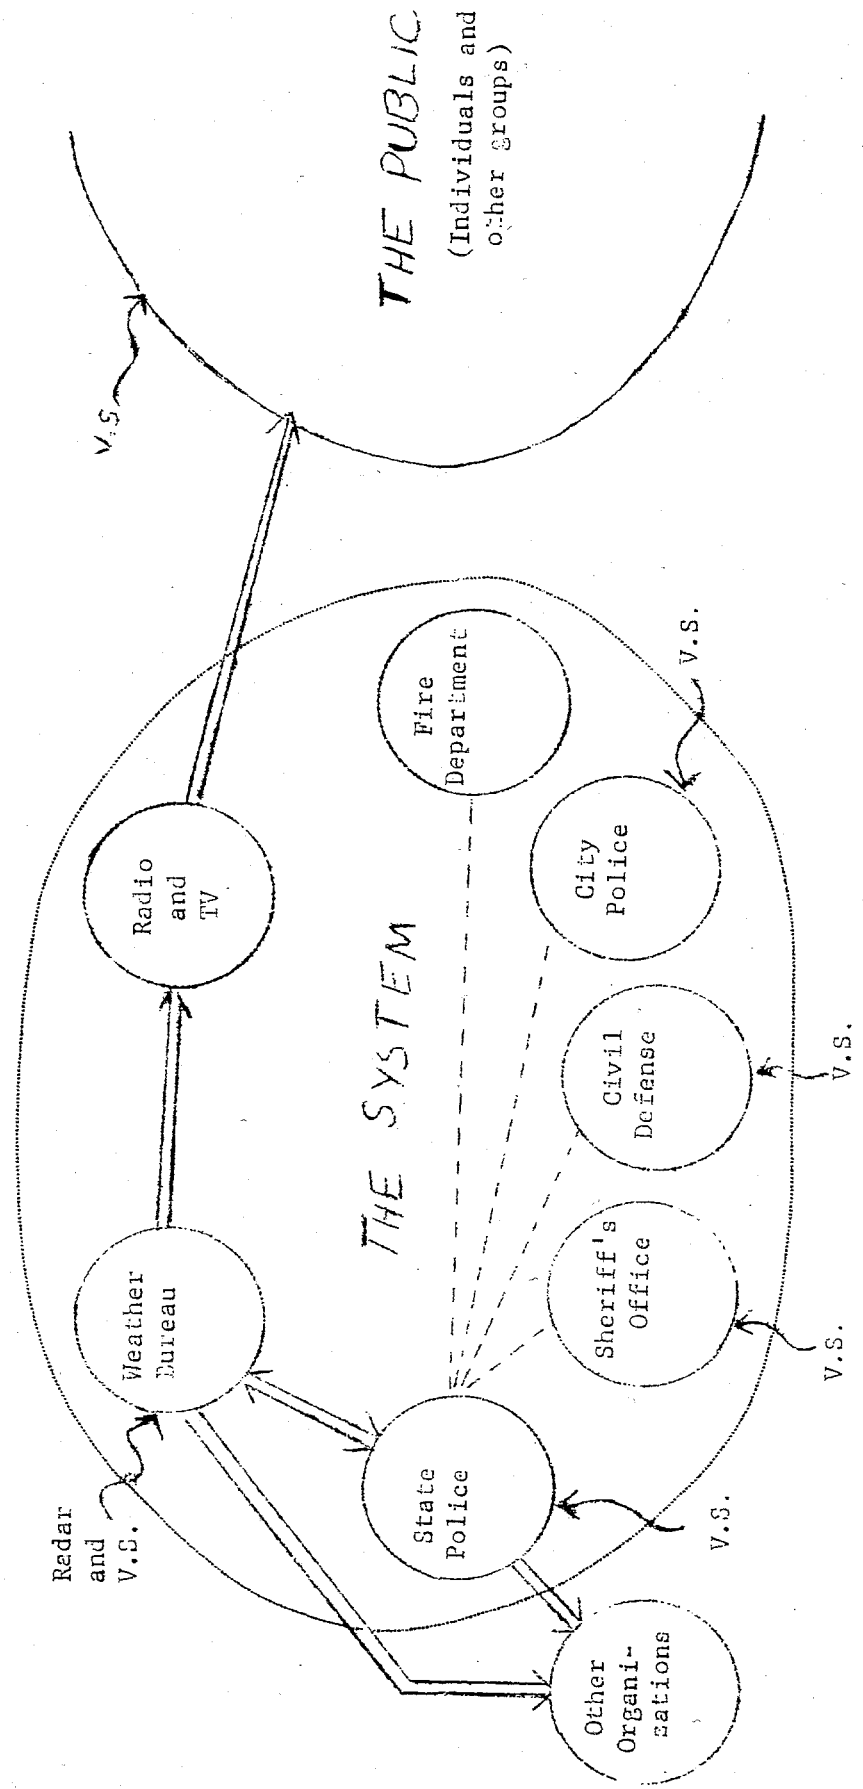 Radar
and
V.S.
Weather
Bureau
Radio
and
TV
V.S.
THE PUBLIC
(Individuals and
other groups)
THE SYSTEM
State
Police
Fire
Department
Other
Organi-
zations
V.S.
Sheriff's
Office
V.S.
Civil
Defense
V.S.
City
Police
V.S.